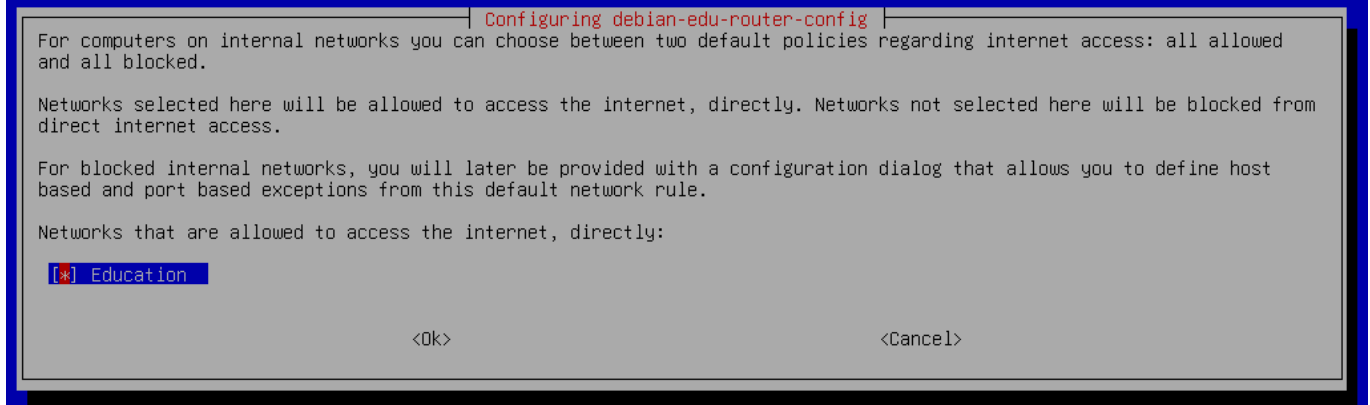 Configuring debian-edu-router-config
For computers on internal networks you can choose between two default policies regarding internet access: all allowed
and all blocked.
Networks selected here will be allowed to access the internet, directly. Networks not selected here will be blocked from
direct internet access.
For blocked internal networks, you will later be provided with a configuration dialog that allows you to define host
based and port based exceptions from this default network rule.
Networks that are allowed to access the internet, directly:
[*] Education
<Ok> <Cancel>